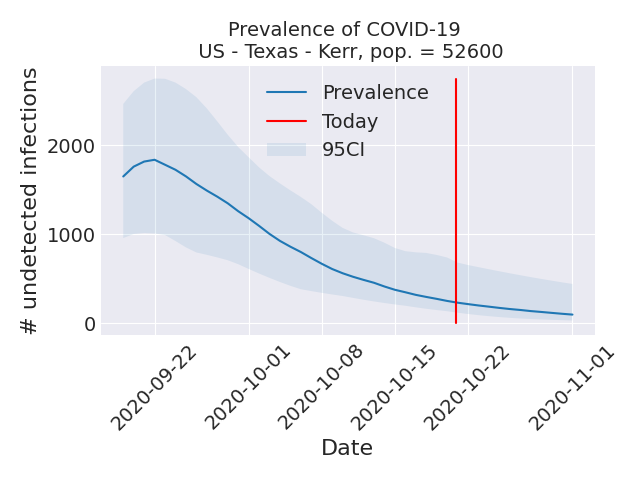 Prevalence of COVID-19
US - Texas - Kerr, pop. = 52600
# undetected infections
2000
1000
0
Prevalence
Today
95CI
2020-09-22
2020-10-01
2020-10-08
2020-10-15
2020-10-22
2020-11-01
Date